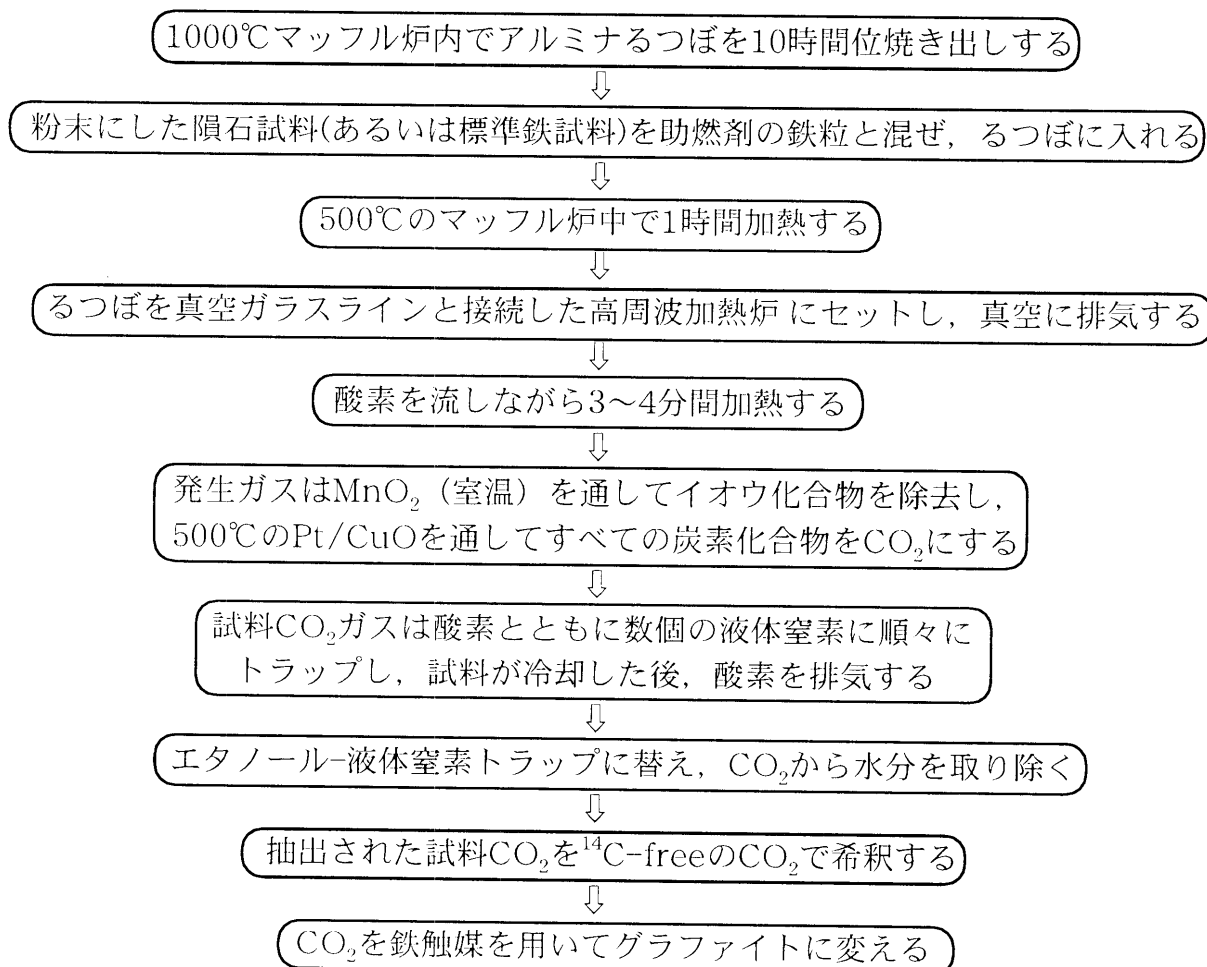 1000℃マッフル炉内でアルミナるつぼを10時間位焼き出しする
⇩
粉末にした隕石試料(あるいは標準鉄試料)を助燃剤の鉄粒と混ぜ，るつぼに入れる
⇩
500℃のマッフル炉中で1時間加熱する
⇩
るつぼを真空ガラスラインと接続した高周波加熱炉にセットし，真空に排気する
⇩
酸素を流しながら3〜4分間加熱する
⇩
発生ガスはMnO₂（室温）を通してイオウ化合物を除去し，
500℃のPt/CuOを通してすべての炭素化合物をCO₂にする
⇩
試料CO₂ガスは酸素とともに数個の液体窒素に順々に
トラップし，試料が冷却した後，酸素を排気する
⇩
エタノール-液体窒素トラップに替え，CO₂から水分を取り除く
⇩
抽出された試料CO₂を¹⁴C-freeのCO₂で希釈する
⇩
CO₂を鉄触媒を用いてグラファイトに変える